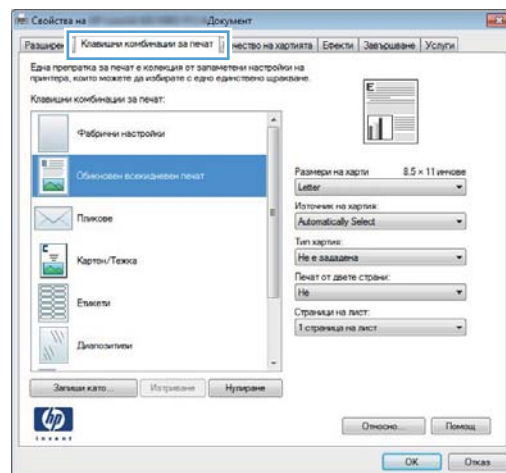 Свойства на Документ
Разширен Клавишни комбинации за печат чество на хартията Ефекти Завършване Услуги
Една препратка за печат е колекция от запаметени настройки на
принтера, които можете да избирате с едно единствено щракване.
Клавишни комбинации за печат:
E
Фабрични настройки
Обикновен всекидневен печат
Пликове
Картон/Тежка
Етикети
Диапозитиви
Размери на харти 8.5 × 11 инчове
Letter
Източник на хартия:
Automatically Select
Тип хартия:
Не е зададена
Печат от двете страни:
Не
Страници на лист:
1 страница на лист
Запиши като... Изтриване Нулиране
hp
invent
Относно... Помощ
OK Отказ